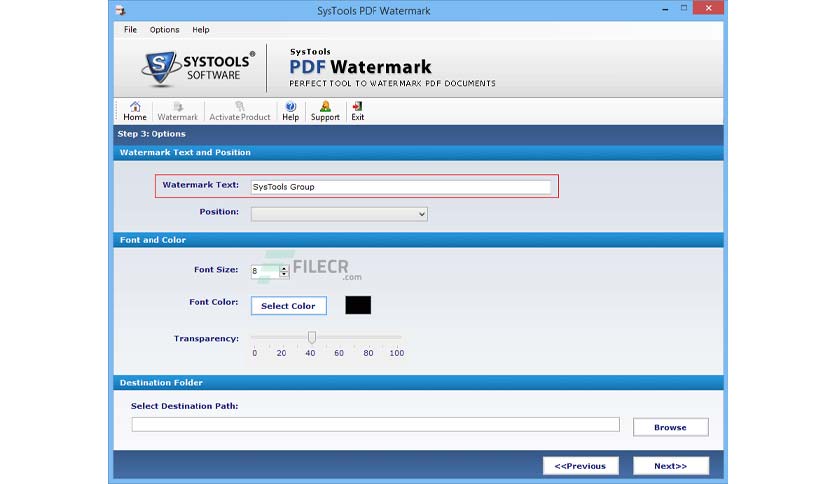 SysTools PDF Watermark
File Options Help
SYSTOOLS®
SOFTWARE
SysTools
PDF Watermark
PERFECT TOOL TO WATERMARK PDF DOCUMENTS
Home Watermark Activate Product Help Support Exit
Step 3: Options
Watermark Text and Position
Watermark Text: SysTools Group
Position:
Font and Color
Font Size: 8
FILECR
.com
Font Color: Select Color
Transparency:
0 20 40 60 80 100
Destination Folder
Select Destination Path:
Browse
<<Previous Next>>